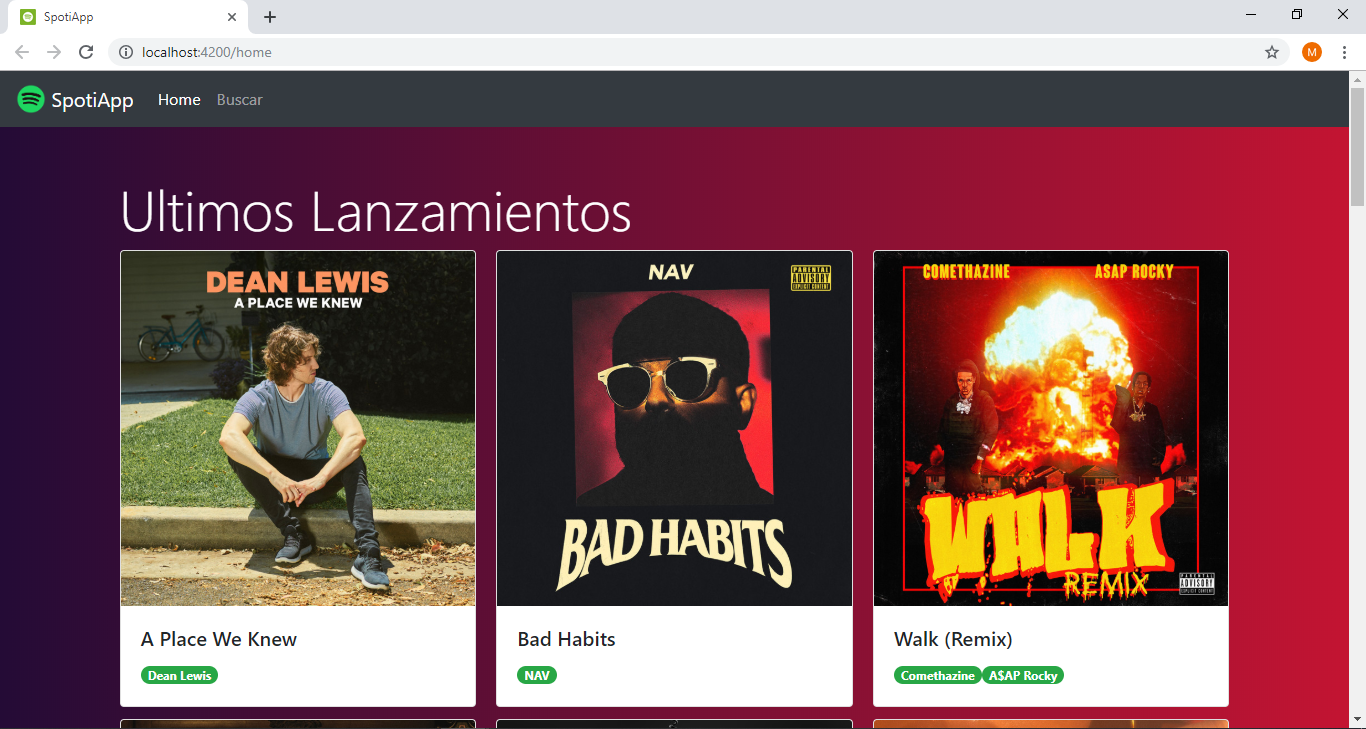 SpotiApp
localhost:4200/home
M
SpotiApp Home Buscar
Ultimos Lanzamientos
DEAN LEWIS
A PLACE WE KNEW
NAV
PARENTAL
ADVISORY
EXPLICIT CONTENT
BAD HABITS
COMETHAZINE A$AP ROCKY
WALK
REMIX
PARENTAL
ADVISORY
EXPLICIT CONTENT
A Place We Knew
Dean Lewis
Bad Habits
NAV
Walk (Remix)
Comethazine A$AP Rocky